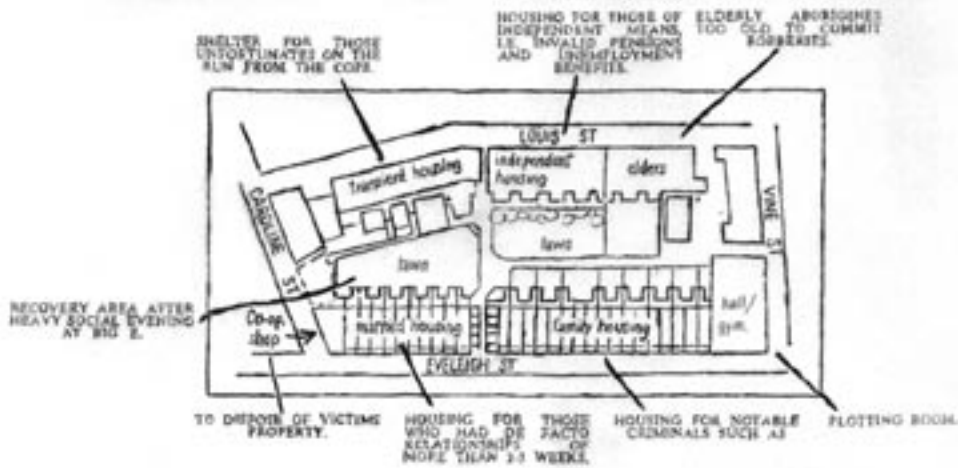 SHELTER FOR THOSE
UNFORTUNATES ON THE
RUN FROM THE COPS.
HOUSING FOR THOSE OF
INDEPENDENT MEANS,
I.E. INVALID PENSIONS
AND UNEMPLOYMENT
BENEFITS.
ELDERLY ABORIGINES
TOO OLD TO COMMIT
ROBBERIES.
LOUIS ST
Transient housing
independent
housing
elders
CAROLINE ST
VINE ST
lawn
lawn
RECOVERY AREA AFTER
HEAVY SOCIAL EVENING
AT BIG E.
Co-op.
shop
married housing
family housing
hall/
gym.
EVELEIGH ST
TO DISPOSE OF VICTIMS
PROPERTY.
HOUSING FOR THOSE
WHO HAD DE FACTO
RELATIONSHIPS OF
MORE THAN WEEKS.
HOUSING FOR NOTABLE
CRIMINALS SUCH AS
PLOTTING ROOM.